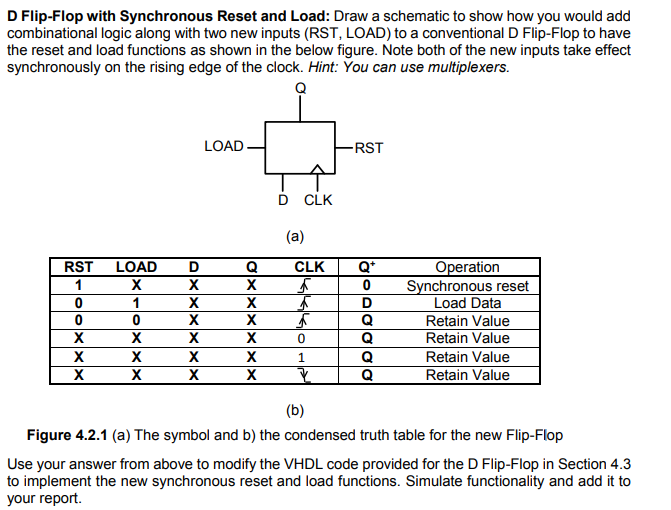 D Flip-Flop with Synchronous Reset and Load: Draw a schematic to show how you would add
combinational logic along with two new inputs (RST, LOAD) to a conventional D Flip-Flop to have
the reset and load functions as shown in the below figure. Note both of the new inputs take effect
synchronously on the rising edge of the clock. Hint: You can use multiplexers.
Q
LOAD RST
D CLK
(a)
RST LOAD D Q CLK Q+ Operation
1 X X X 0 Synchronous reset
0 1 X X D Load Data
0 0 X X Q Retain Value
X X X X 0 Q Retain Value
X X X X 1 Q Retain Value
X X X X Q Retain Value
(b)
Figure 4.2.1 (a) The symbol and b) the condensed truth table for the new Flip-Flop
Use your answer from above to modify the VHDL code provided for the D Flip-Flop in Section 4.3
to implement the new synchronous reset and load functions. Simulate functionality and add it to
your report.